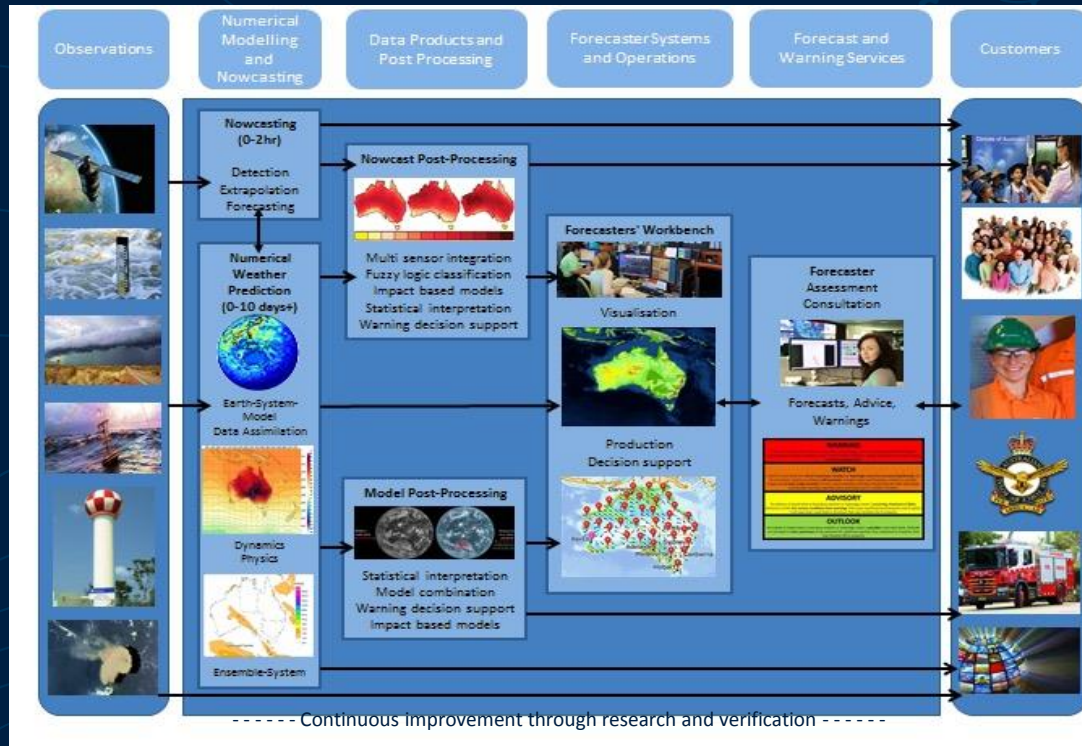 Observations
Numerical
Modelling
and
Nowcasting
Data Products and
Post Processing
Forecaster Systems
and Operations
Forecast and
Warning Services
Customers
Nowcasting
(0-2hr)
Detection
Extrapolation
Forecasting
Numerical
Weather
Prediction
(0-10 days+)
Earth-System-
Model
Data Assimilation
Dynamics
Physics
Ensemble-System
Nowcast Post-Processing
Multi sensor integration
Fuzzy logic classification
Impact based models
Statistical interpretation
Warning decision support
Model Post-Processing
Statistical interpretation
Model combination
Warning decision support
Impact based models
Forecasters' Workbench
Visualisation
Production
Decision support
Forecaster
Assessment
Consultation
Forecasts, Advice,
Warnings
WARNING
WATCH
ADVISORY
OUTLOOK
- - - - - - Continuous improvement through research and verification - - - - - -